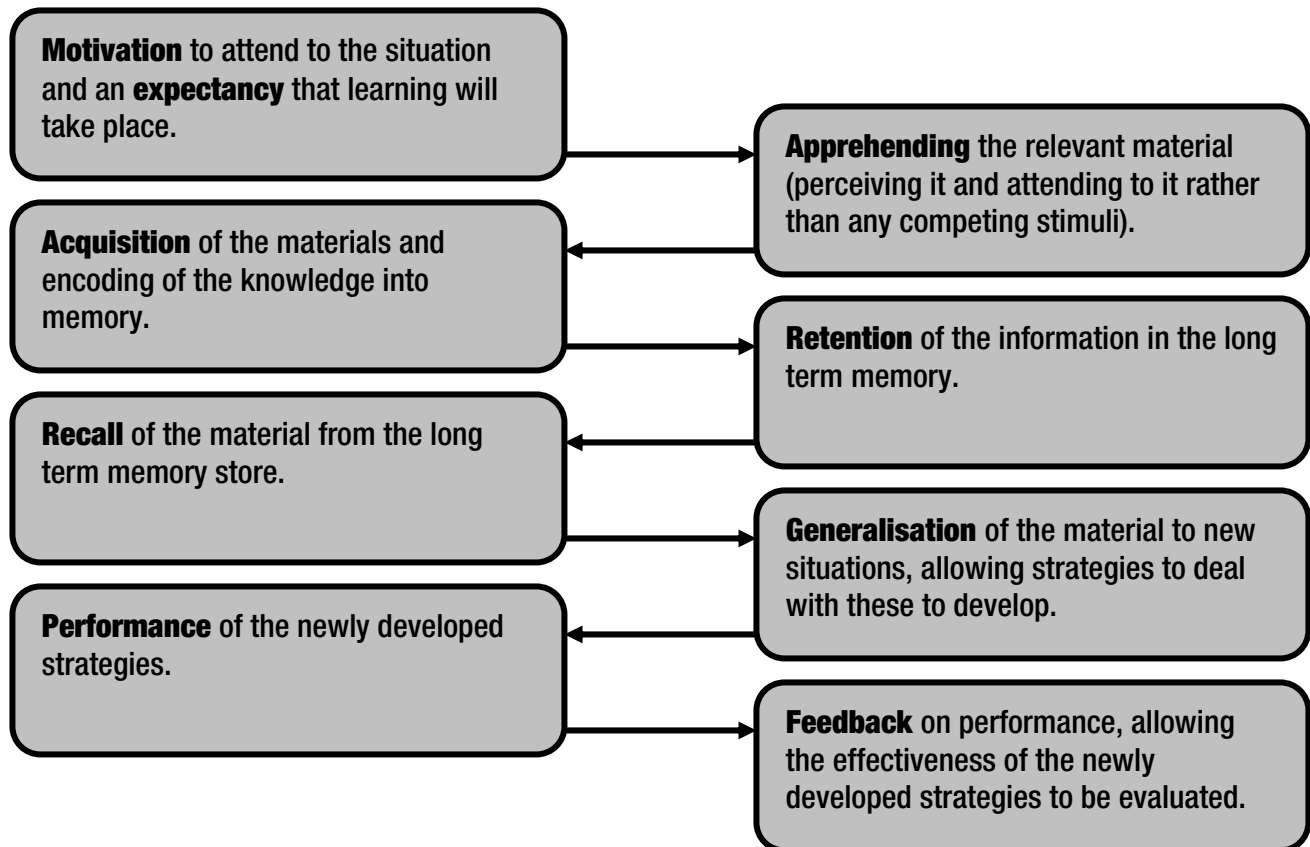 Motivation to attend to the situation
and an expectancy that learning will
take place.
Apprehending the relevant material
(perceiving it and attending to it rather
than any competing stimuli).
Acquisition of the materials and
encoding of the knowledge into
memory.
Retention of the information in the long
term memory.
Recall of the material from the long
term memory store.
Generalisation of the material to new
situations, allowing strategies to deal
with these to develop.
Performance of the newly developed
strategies.
Feedback on performance, allowing
the effectiveness of the newly
developed strategies to be evaluated.